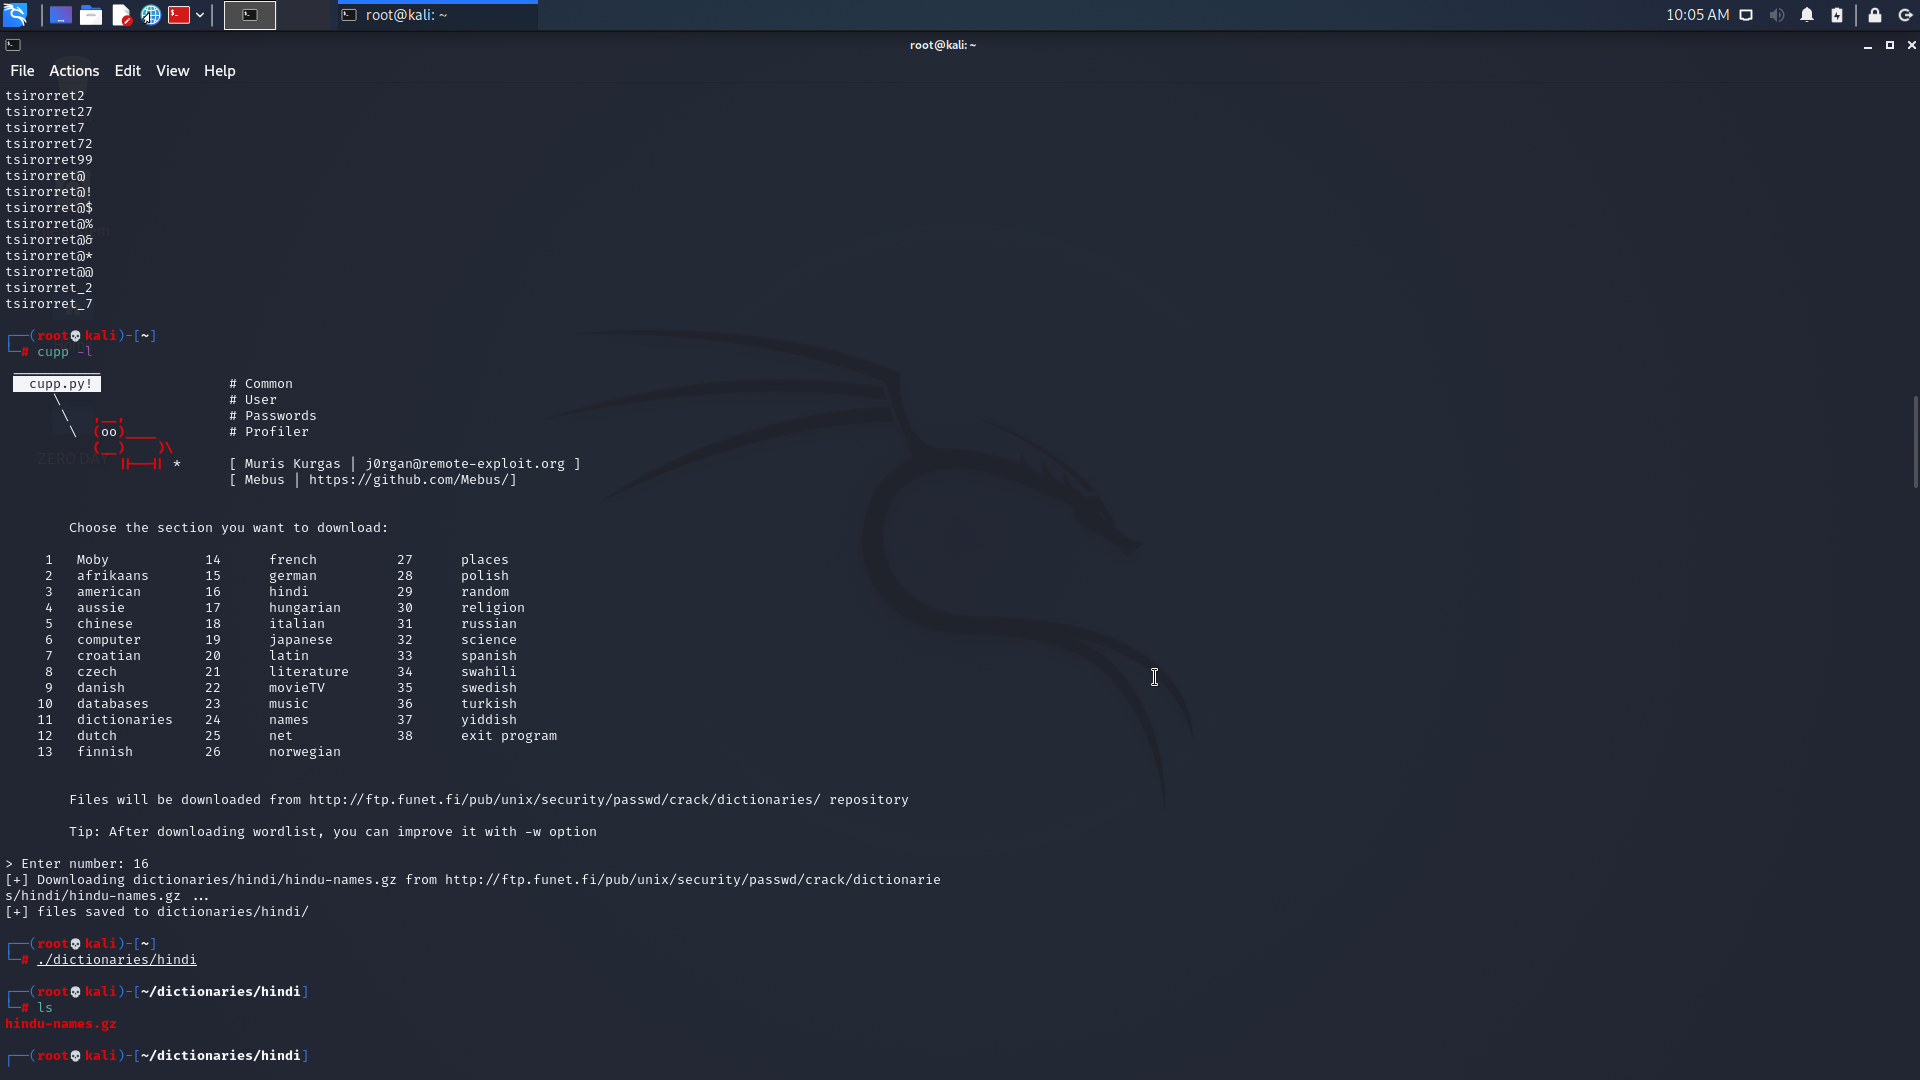 root@kali: ~
10:05 AM
root@kali: ~
File Actions Edit View Help
tsirorret2
tsirorret27
tsirorret7
tsirorret72
tsirorret99
tsirorret@
tsirorret@!
tsirorret@$
tsirorret@%
tsirorret@&
tsirorret@*
tsirorret@@
tsirorret_2
tsirorret_7
┌──(root💀kali)-[~]
└─# cupp -l
cupp.py! # Common
\ # User
\ ,__, # Passwords
\ (oo)____ # Profiler
(__) )\
||--|| * [ Muris Kurgas | j0rgan@remote-exploit.org ]
[ Mebus | https://github.com/Mebus/]
Choose the section you want to download:
1 Moby 14 french 27 places
2 afrikaans 15 german 28 polish
3 american 16 hindi 29 random
4 aussie 17 hungarian 30 religion
5 chinese 18 italian 31 russian
6 computer 19 japanese 32 science
7 croatian 20 latin 33 spanish
8 czech 21 literature 34 swahili
9 danish 22 movieTV 35 swedish
10 databases 23 music 36 turkish
11 dictionaries 24 names 37 yiddish
12 dutch 25 net 38 exit program
13 finnish 26 norwegian
Files will be downloaded from http://ftp.funet.fi/pub/unix/security/passwd/crack/dictionaries/ repository
Tip: After downloading wordlist, you can improve it with -w option
> Enter number: 16
[+] Downloading dictionaries/hindi/hindu-names.gz from http://ftp.funet.fi/pub/unix/security/passwd/crack/dictionarie
s/hindi/hindu-names.gz ...
[+] files saved to dictionaries/hindi/
┌──(root💀kali)-[~]
└─# ./dictionaries/hindi
┌──(root💀kali)-[~/dictionaries/hindi]
└─# ls
hindu-names.gz
┌──(root💀kali)-[~/dictionaries/hindi]
ZERO DAY